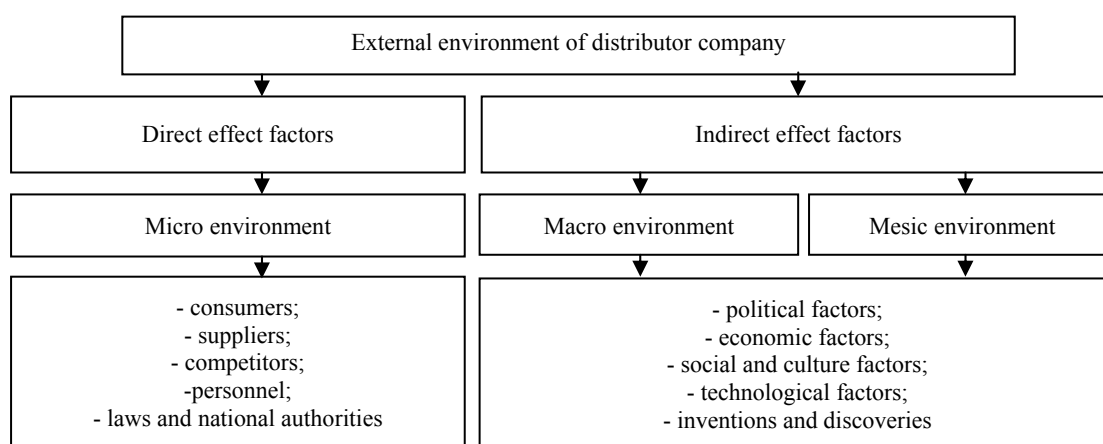 External environment of distributor company
Direct effect factors
Indirect effect factors
Micro environment
Macro environment
Mesic environment
- consumers;
- suppliers;
- competitors;
-personnel;
- laws and national authorities
- political factors;
- economic factors;
- social and culture factors;
- technological factors;
- inventions and discoveries